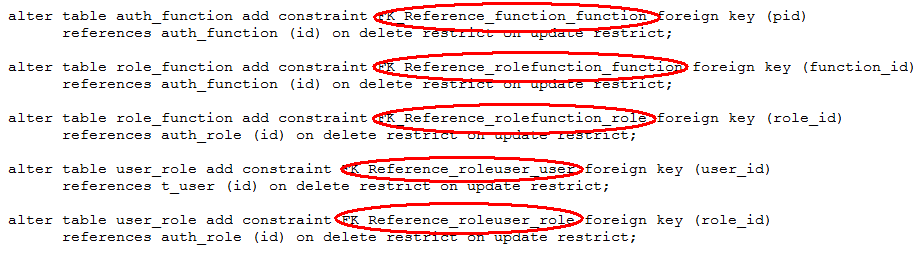 alter table auth_function add constraint FK_Reference_function_function foreign key (pid)
references auth_function (id) on delete restrict on update restrict;
alter table role_function add constraint FK_Reference_rolefunction_function foreign key (function_id)
references auth_function (id) on delete restrict on update restrict;
alter table role_function add constraint FK_Reference_rolefunction_role foreign key (role_id)
references auth_role (id) on delete restrict on update restrict;
alter table user_role add constraint FK_Reference_roleuser_user foreign key (user_id)
references t_user (id) on delete restrict on update restrict;
alter table user_role add constraint FK_Reference_roleuser_role foreign key (role_id)
references auth_role (id) on delete restrict on update restrict;